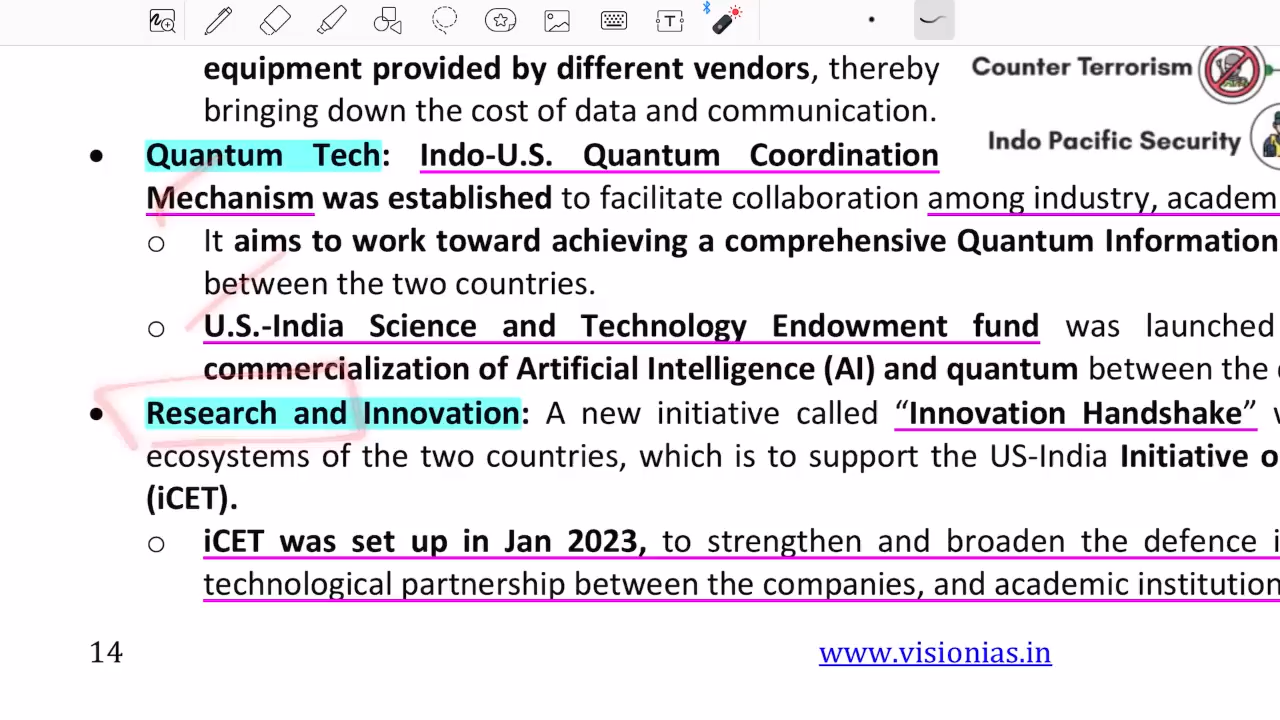 equipment provided by different vendors, thereby
bringing down the cost of data and communication.
Counter Terrorism
Indo Pacific Security
• Quantum Tech: Indo-U.S. Quantum Coordination
Mechanism was established to facilitate collaboration among industry, academ
o It aims to work toward achieving a comprehensive Quantum Information
between the two countries.
o U.S.-India Science and Technology Endowment fund was launched
commercialization of Artificial Intelligence (AI) and quantum between the
• Research and Innovation: A new initiative called “Innovation Handshake”
ecosystems of the two countries, which is to support the US-India Initiative o
(iCET).
o iCET was set up in Jan 2023, to strengthen and broaden the defence i
technological partnership between the companies, and academic institution
14
www.visionias.in